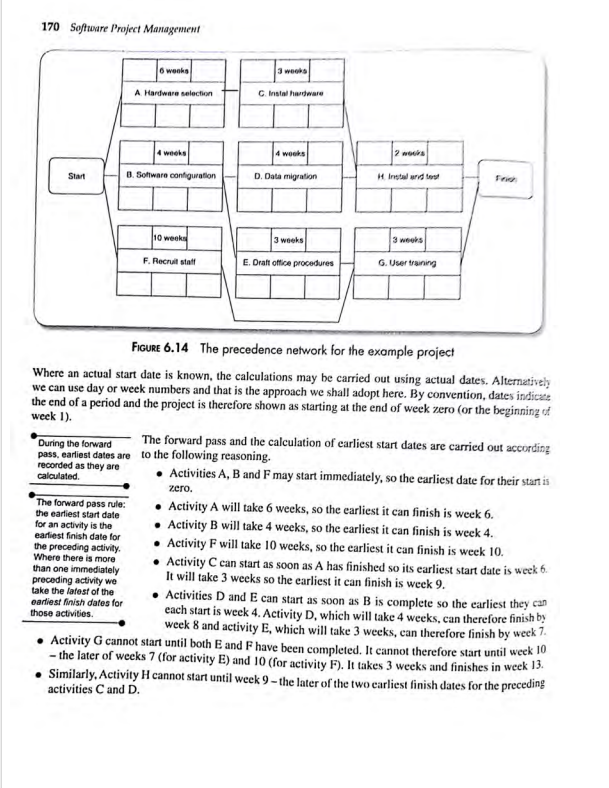 170 Software Project Management
6 weeks
3 weeks
A. Hardware selection
C. Instal hardware
4 weeks
4 weeks
2 weeks
Start
B. Software configuration
D. Data migration
H. Instal and test
Finish
10 weeks
3 weeks
3 weeks
F. Recruit staff
E. Draft office procedures
G. User training
FIGURE 6.14 The precedence network for the example project
Where an actual start date is known, the calculations may be carried out using actual dates. Alternatively
we can use day or week numbers and that is the approach we shall adopt here. By convention, dates indicate
the end of a period and the project is therefore shown as starting at the end of week zero (or the beginning of
week 1).
During the forward
pass, earliest dates are
recorded as they are
calculated.
The forward pass rule:
the earliest start date
for an activity is the
earliest finish date for
the preceding activity.
Where there is more
than one immediately
preceding activity we
take the latest of the
earliest finish dates for
those activities.
The forward pass and the calculation of earliest start dates are carried out according
to the following reasoning.
• Activities A, B and F may start immediately, so the earliest date for their start is
zero.
• Activity A will take 6 weeks, so the earliest it can finish is week 6.
• Activity B will take 4 weeks, so the earliest it can finish is week 4.
• Activity F will take 10 weeks, so the earliest it can finish is week 10.
• Activity C can start as soon as A has finished so its earliest start date is week 6.
It will take 3 weeks so the earliest it can finish is week 9.
• Activities D and E can start as soon as B is complete so the earliest they can
each start is week 4. Activity D, which will take 4 weeks, can therefore finish by
week 8 and activity E, which will take 3 weeks, can therefore finish by week 7.
• Activity G cannot start until both E and F have been completed. It cannot therefore start until week 10
– the later of weeks 7 (for activity E) and 10 (for activity F). It takes 3 weeks and finishes in week 13.
• Similarly, Activity H cannot start until week 9 – the later of the two earliest finish dates for the preceding
activities C and D.